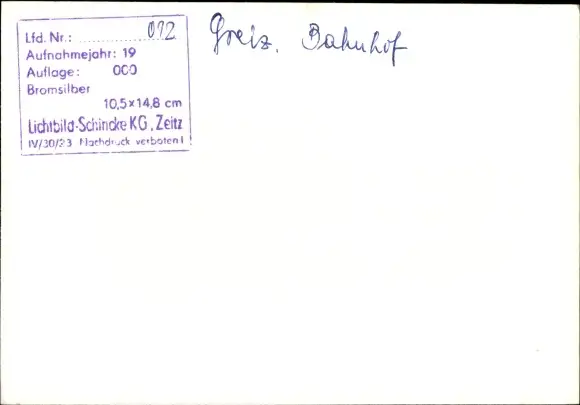 Lfd. Nr.: 092
Greiz, Bahnhof
Aufnahmejahr: 19
Auflage: 000
Bromsilber
10,5x14,8 cm
Lichtbild-Schincke KG, Zeitz
IV/30/23 Nachdruck verboten!